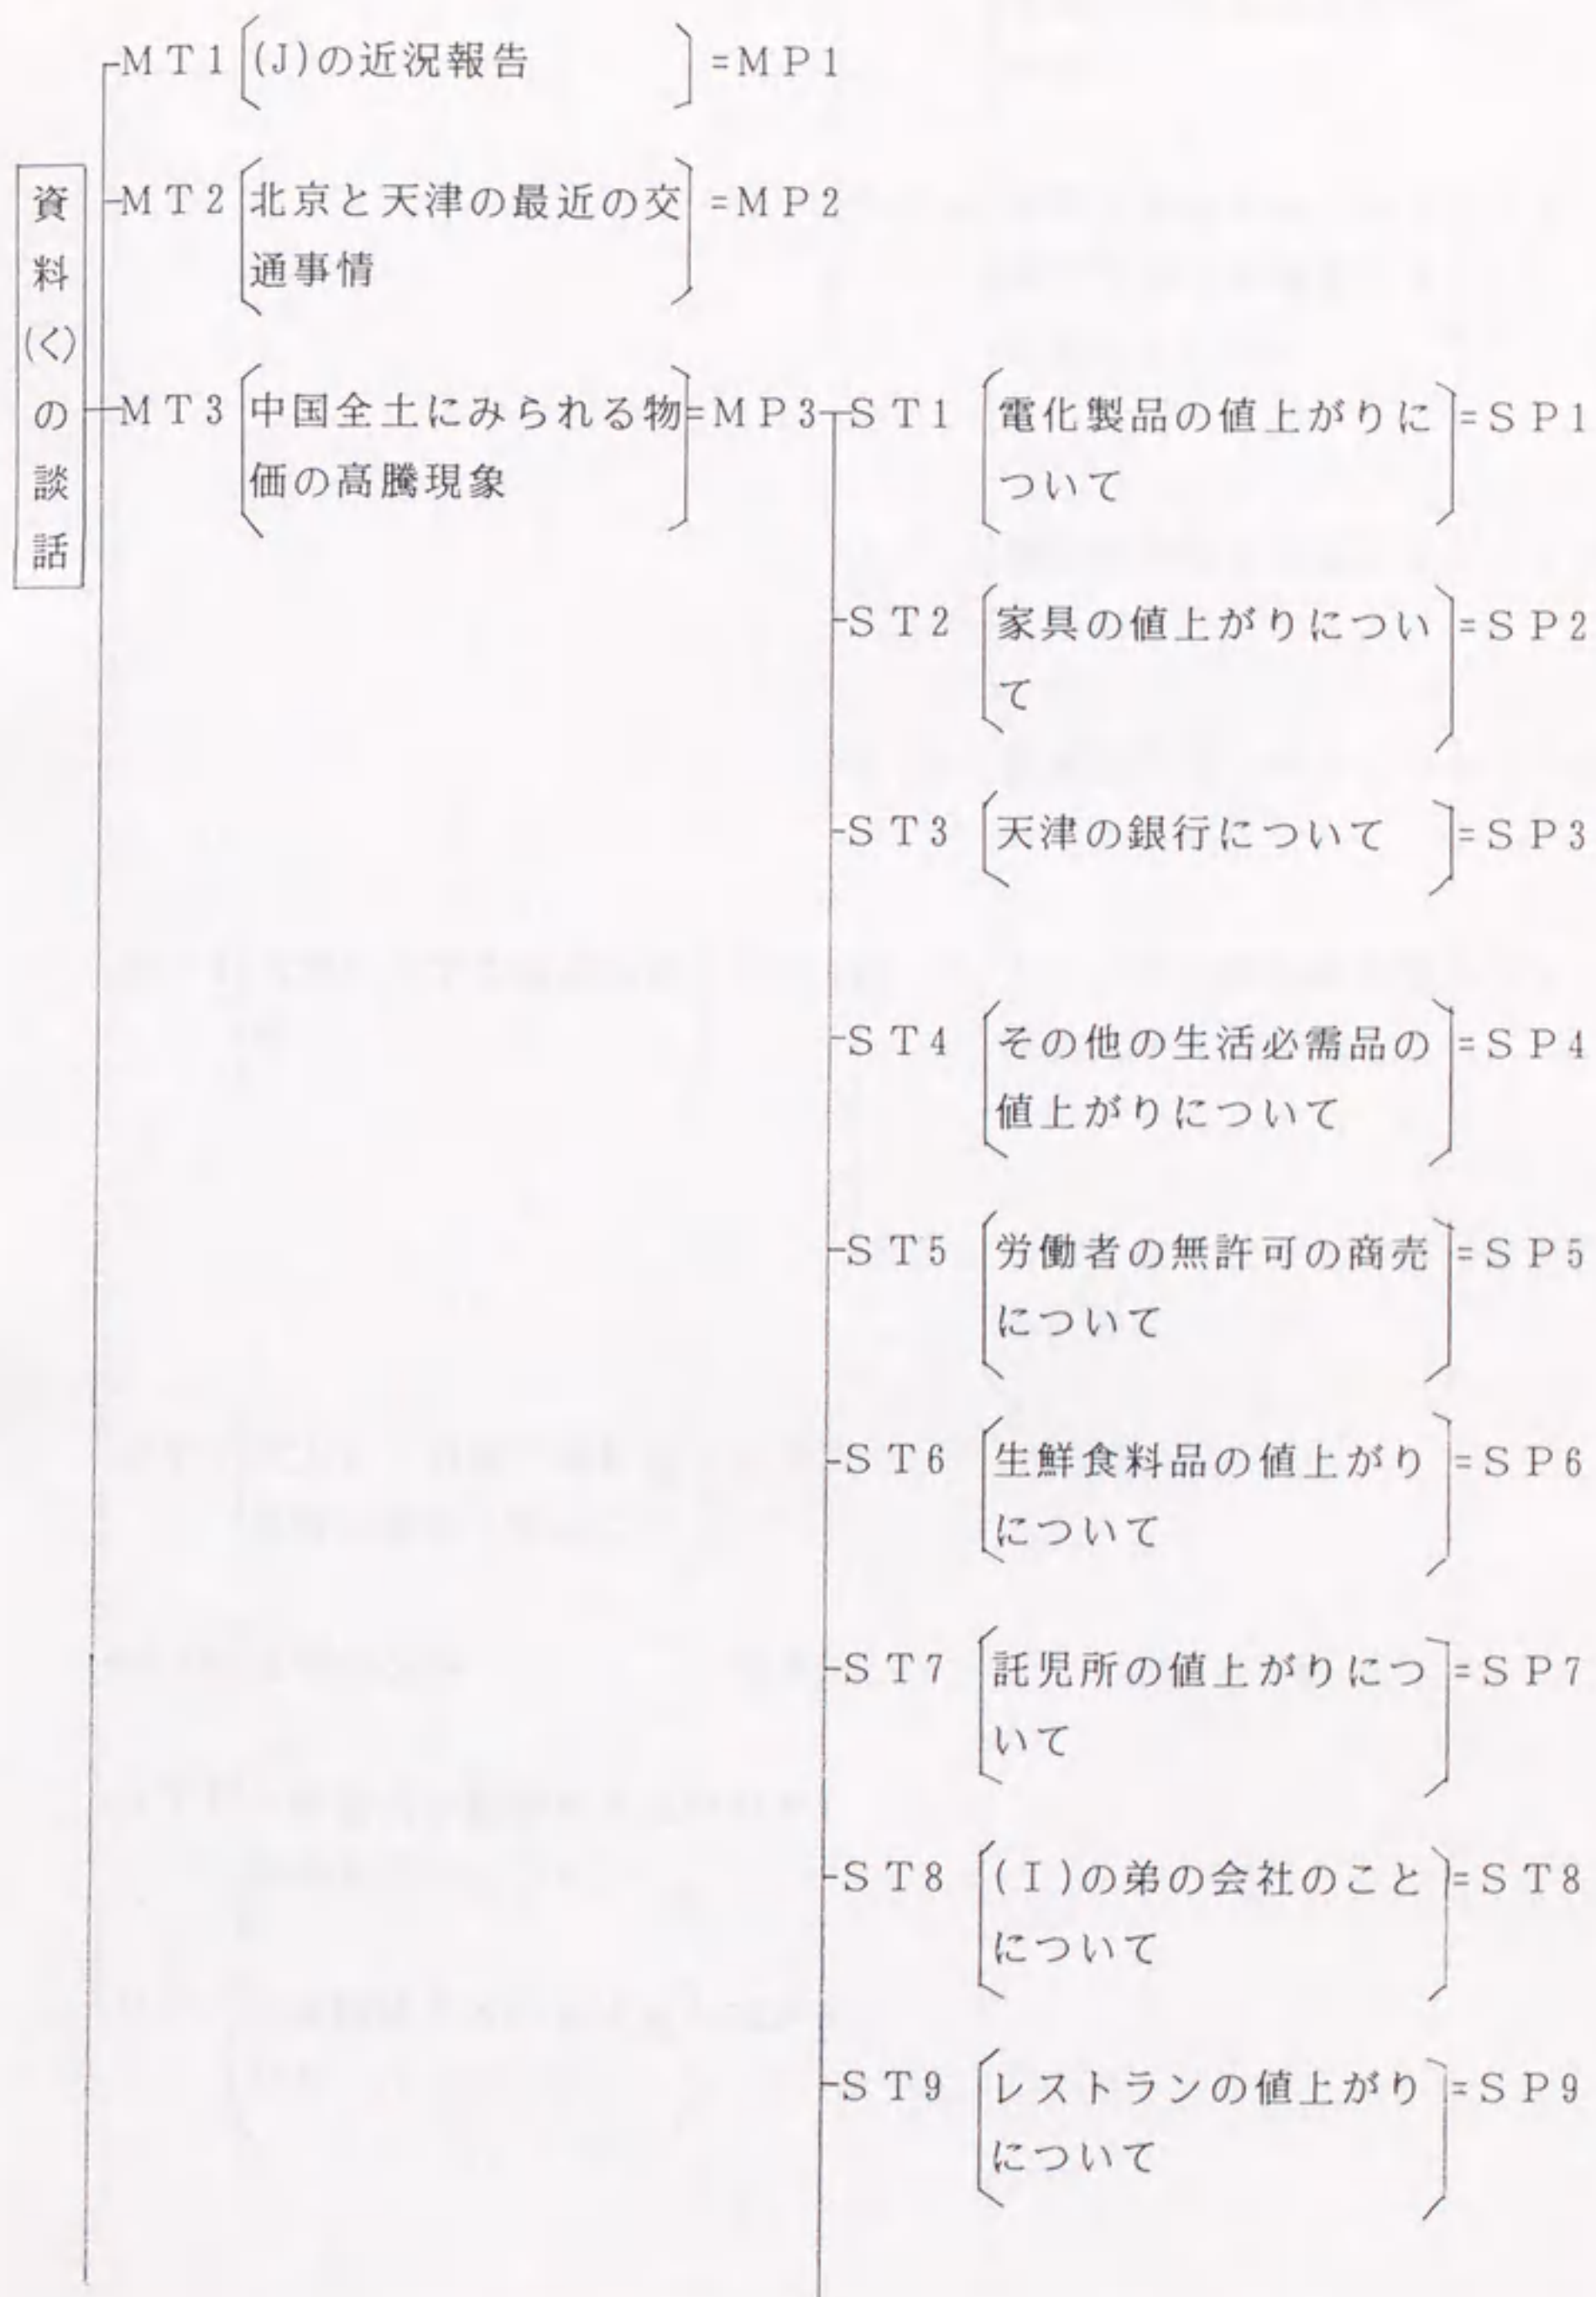 資料(く)の談話
MT1 (J)の近況報告 =MP1
MT2 北京と天津の最近の交 =MP2
通事情
MT3 中国全土にみられる物 =MP3
価の高騰現象
ST1 電化製品の値上がりに =SP1
ついて
ST2 家具の値上がりについ =SP2
て
ST3 天津の銀行について =SP3
ST4 その他の生活必需品の =SP4
値上がりについて
ST5 労働者の無許可の商売 =SP5
について
ST6 生鮮食料品の値上がり =SP6
について
ST7 託児所の値上がりにつ =SP7
いて
ST8 (I)の弟の会社のこと =ST8
について
ST9 レストランの値上がり =SP9
について